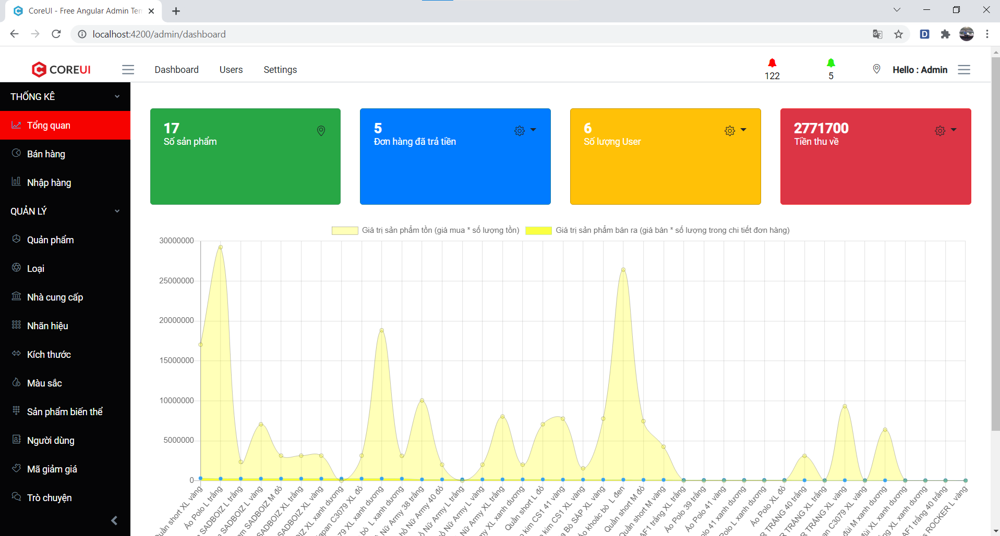 CoreUI - Free Angular Admin Tem
localhost:4200/admin/dashboard
COREUI
Dashboard Users Settings
122
5
Hello : Admin
THỐNG KÊ
Tổng quan
Bán hàng
Nhập hàng
QUẢN LÝ
Quản phẩm
Loại
Nhà cung cấp
Nhãn hiệu
Kích thước
Màu sắc
Sản phẩm biến thể
Người dùng
Mã giảm giá
Trò chuyện
17
Số sản phẩm
5
Đơn hàng đã trả tiền
6
Số lượng User
2771700
Tiền thu về
Giá trị sản phẩm tồn (giá mua * số lượng tồn)
Giá trị sản phẩm bán ra (giá bán * số lượng trong chi tiết đơn hàng)
30000000
25000000
20000000
15000000
10000000
5000000
0
Quần short XL vàng
Áo Polo L trắng
SADBOIZ L trắng
SADBOIZ L vàng
SADBOIZ M đỏ
SADBOIZ XL trắng
SADBOIZ XL vàng
XL xanh dương
C3079 XL đỏ
XL xanh dương
bò L xanh dương
Nữ Army 38 trắng
Nữ Army 40 đỏ
Nữ Army L trắng
Nữ Army L vàng
Nữ Army XL trắng
XL xanh dương
Quần short L đỏ
kim CS1 41 vàng
kim CS1 XL vàng
Bò SÁP XL vàng
Áo khoác bò L đen
Quần short M đỏ
Quần short M vàng
AF1 trắng XL trắng
Áo Polo 39 trắng
Áo Polo 41 vàng
41 xanh dương
Polo L xanh dương
Áo Polo XL đỏ
TRẮNG 40 trắng
TRẮNG XL trắng
TRẮNG XL vàng
C3079 XL vàng
đùi M xanh dương
đùi XL xanh dương
XL xanh dương
AF1 trắng 40 trắng
ROCKER L vàng